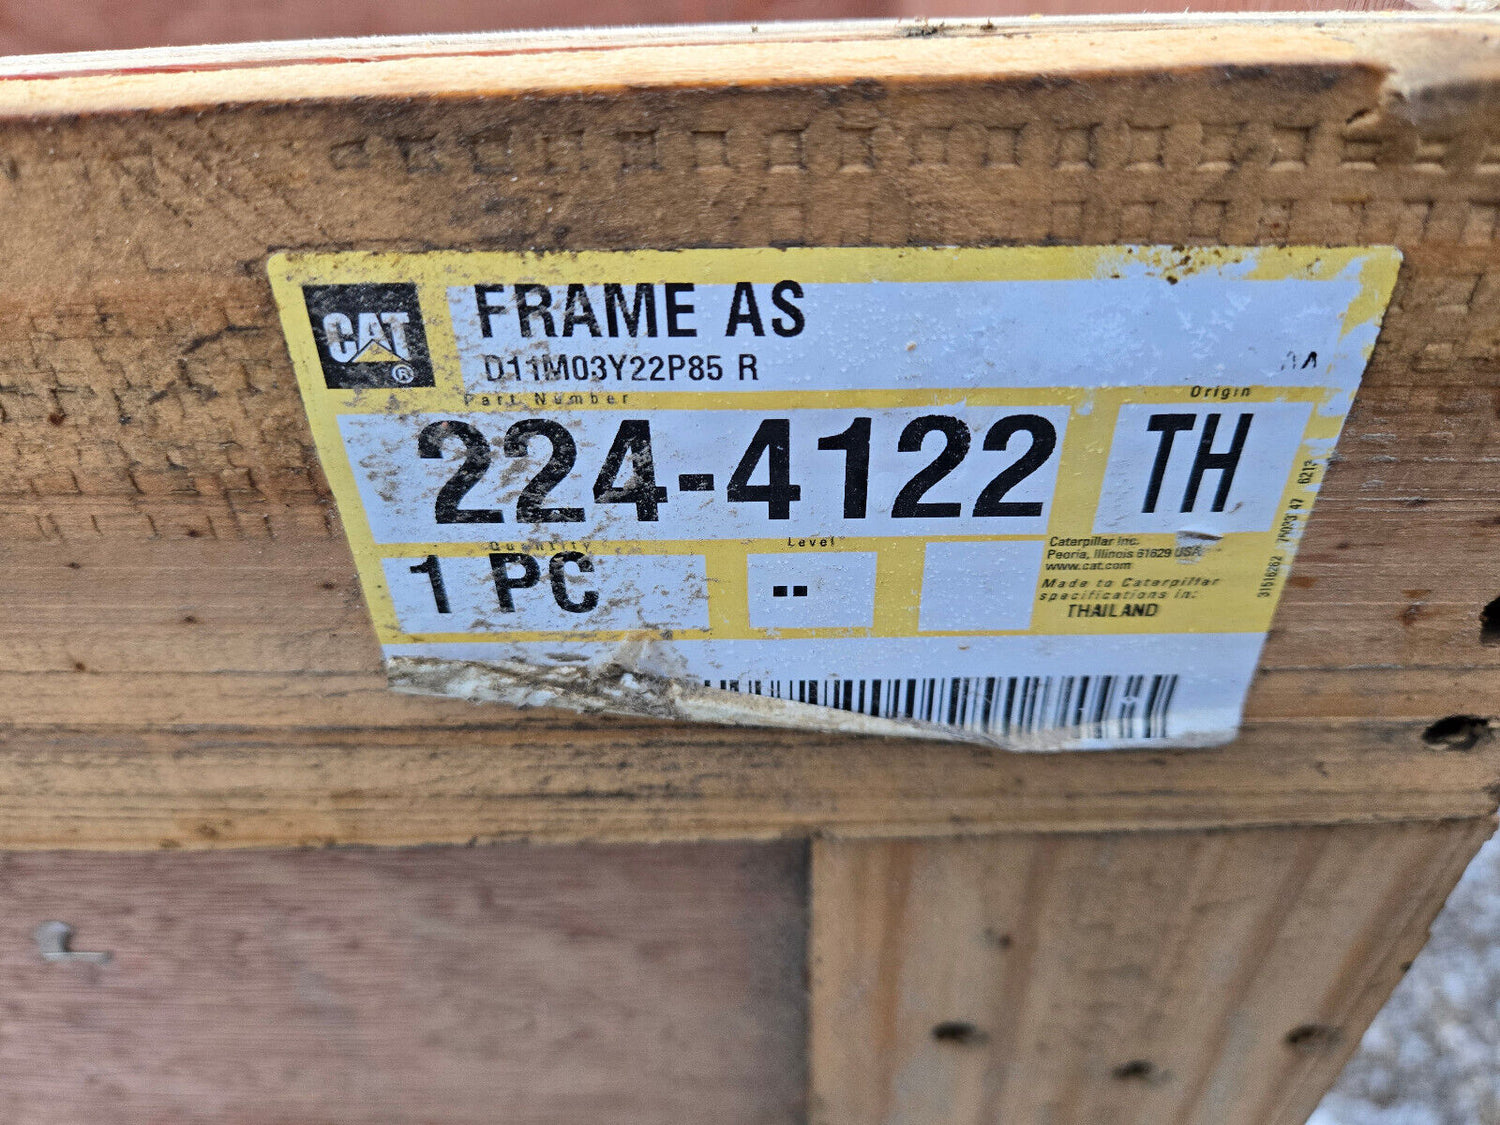 CAT ®
FRAME AS
D11M03Y22P85 R
Part Number
Origin
224-4122
TH
Quantity
Level
1 PC
--
Caterpillar Inc.
Peoria, Illinois 61629 USA
www.cat.com
Made to Caterpillar
specifications in:
THAILAND